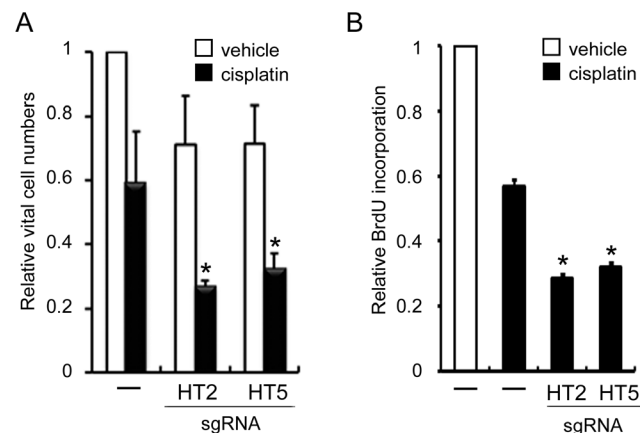 A
Relative vital cell numbers
1
0.8
0.6
0.4
0.2
0
vehicle
cisplatin
*
*
—
HT2
HT5
sgRNA
B
Relative BrdU incorporation
1
0.8
0.6
0.4
0.2
0
vehicle
cisplatin
*
*
—
—
HT2
HT5
sgRNA